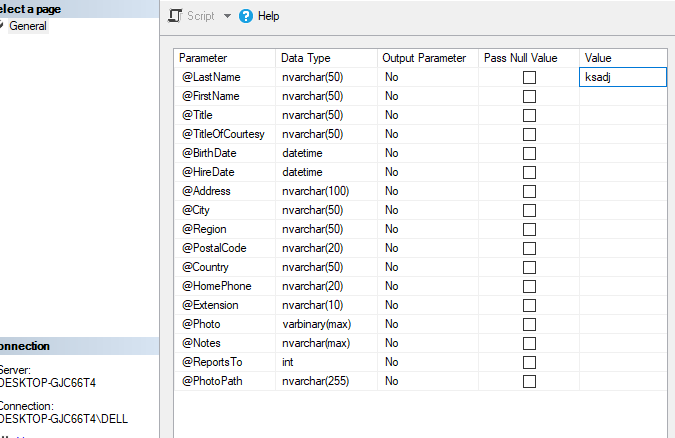 elect a page
General
Script
Help
Parameter Data Type Output Parameter Pass Null Value Value
@LastName nvarchar(50) No ksadj
@FirstName nvarchar(50) No
@Title nvarchar(50) No
@TitleOfCourtesy nvarchar(50) No
@BirthDate datetime No
@HireDate datetime No
@Address nvarchar(100) No
@City nvarchar(50) No
@Region nvarchar(50) No
@PostalCode nvarchar(20) No
@Country nvarchar(50) No
@HomePhone nvarchar(20) No
@Extension nvarchar(10) No
@Photo varbinary(max) No
@Notes nvarchar(max) No
@ReportsTo int No
@PhotoPath nvarchar(255) No
onnection
Server:
DESKTOP-GJC66T4
Connection:
DESKTOP-GJC66T4\DELL